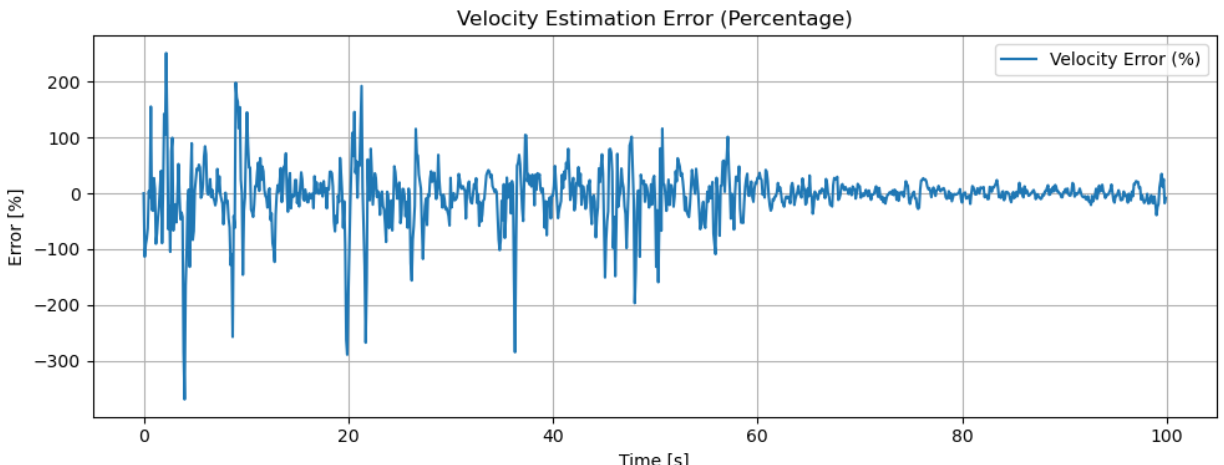 Velocity Estimation Error (Percentage)
Velocity Error (%)
Error [%]
200
100
0
−100
−200
−300
0 20 40 60 80 100
Time [s]